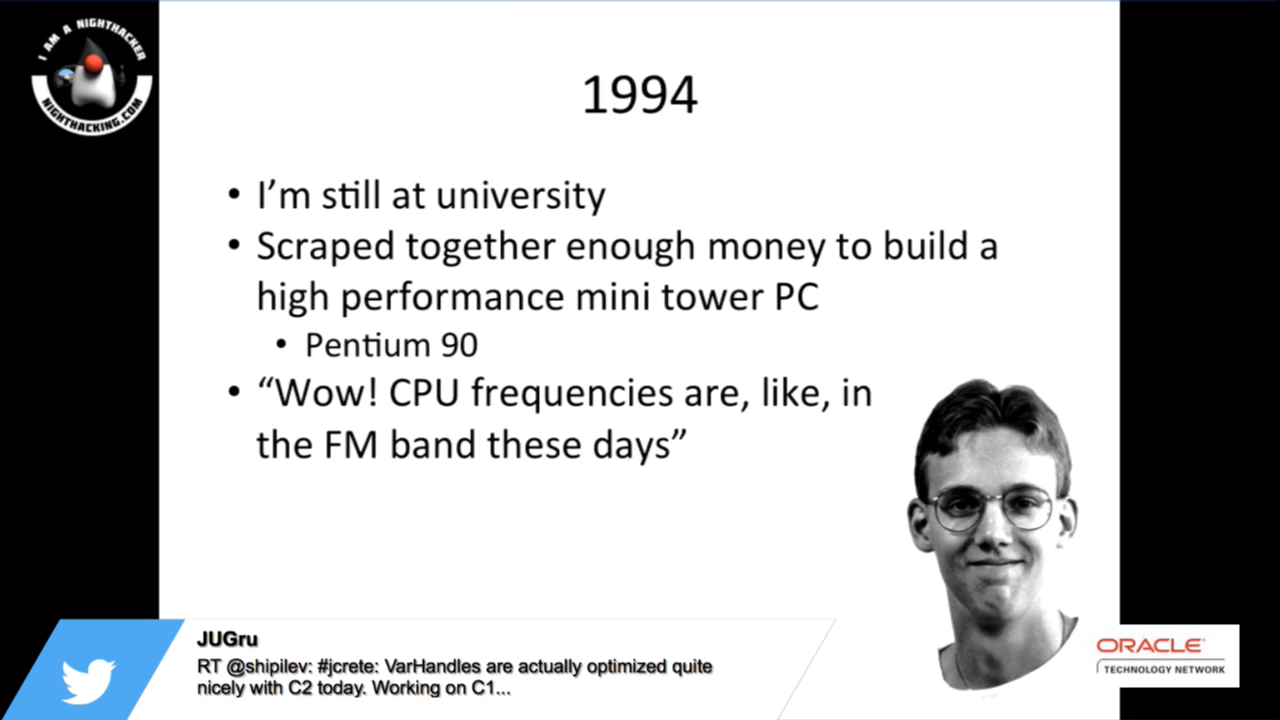 I AM A NIGHTHACKER
NIGHTHACKING.COM
1994
• I'm still at university
• Scraped together enough money to build a
high performance mini tower PC
• Pentium 90
• “Wow! CPU frequencies are, like, in
the FM band these days”
JUGru
RT @shipilev: #jcrete: VarHandles are actually optimized quite
nicely with C2 today. Working on C1...
ORACLE
TECHNOLOGY NETWORK